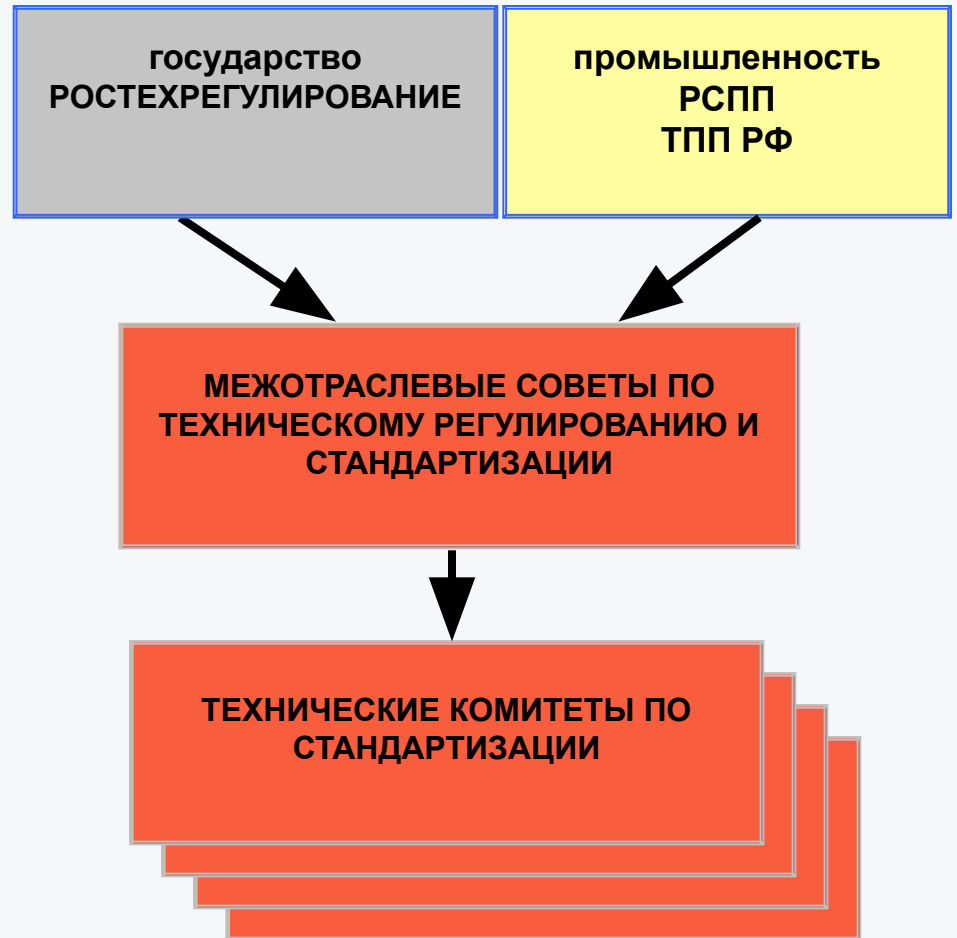 государство
РОСТЕХРЕГУЛИРОВАНИЕ
промышленность
РСПП
ТПП РФ
МЕЖОТРАСЛЕВЫЕ СОВЕТЫ ПО
ТЕХНИЧЕСКОМУ РЕГУЛИРОВАНИЮ И
СТАНДАРТИЗАЦИИ
ТЕХНИЧЕСКИЕ КОМИТЕТЫ ПО
СТАНДАРТИЗАЦИИ